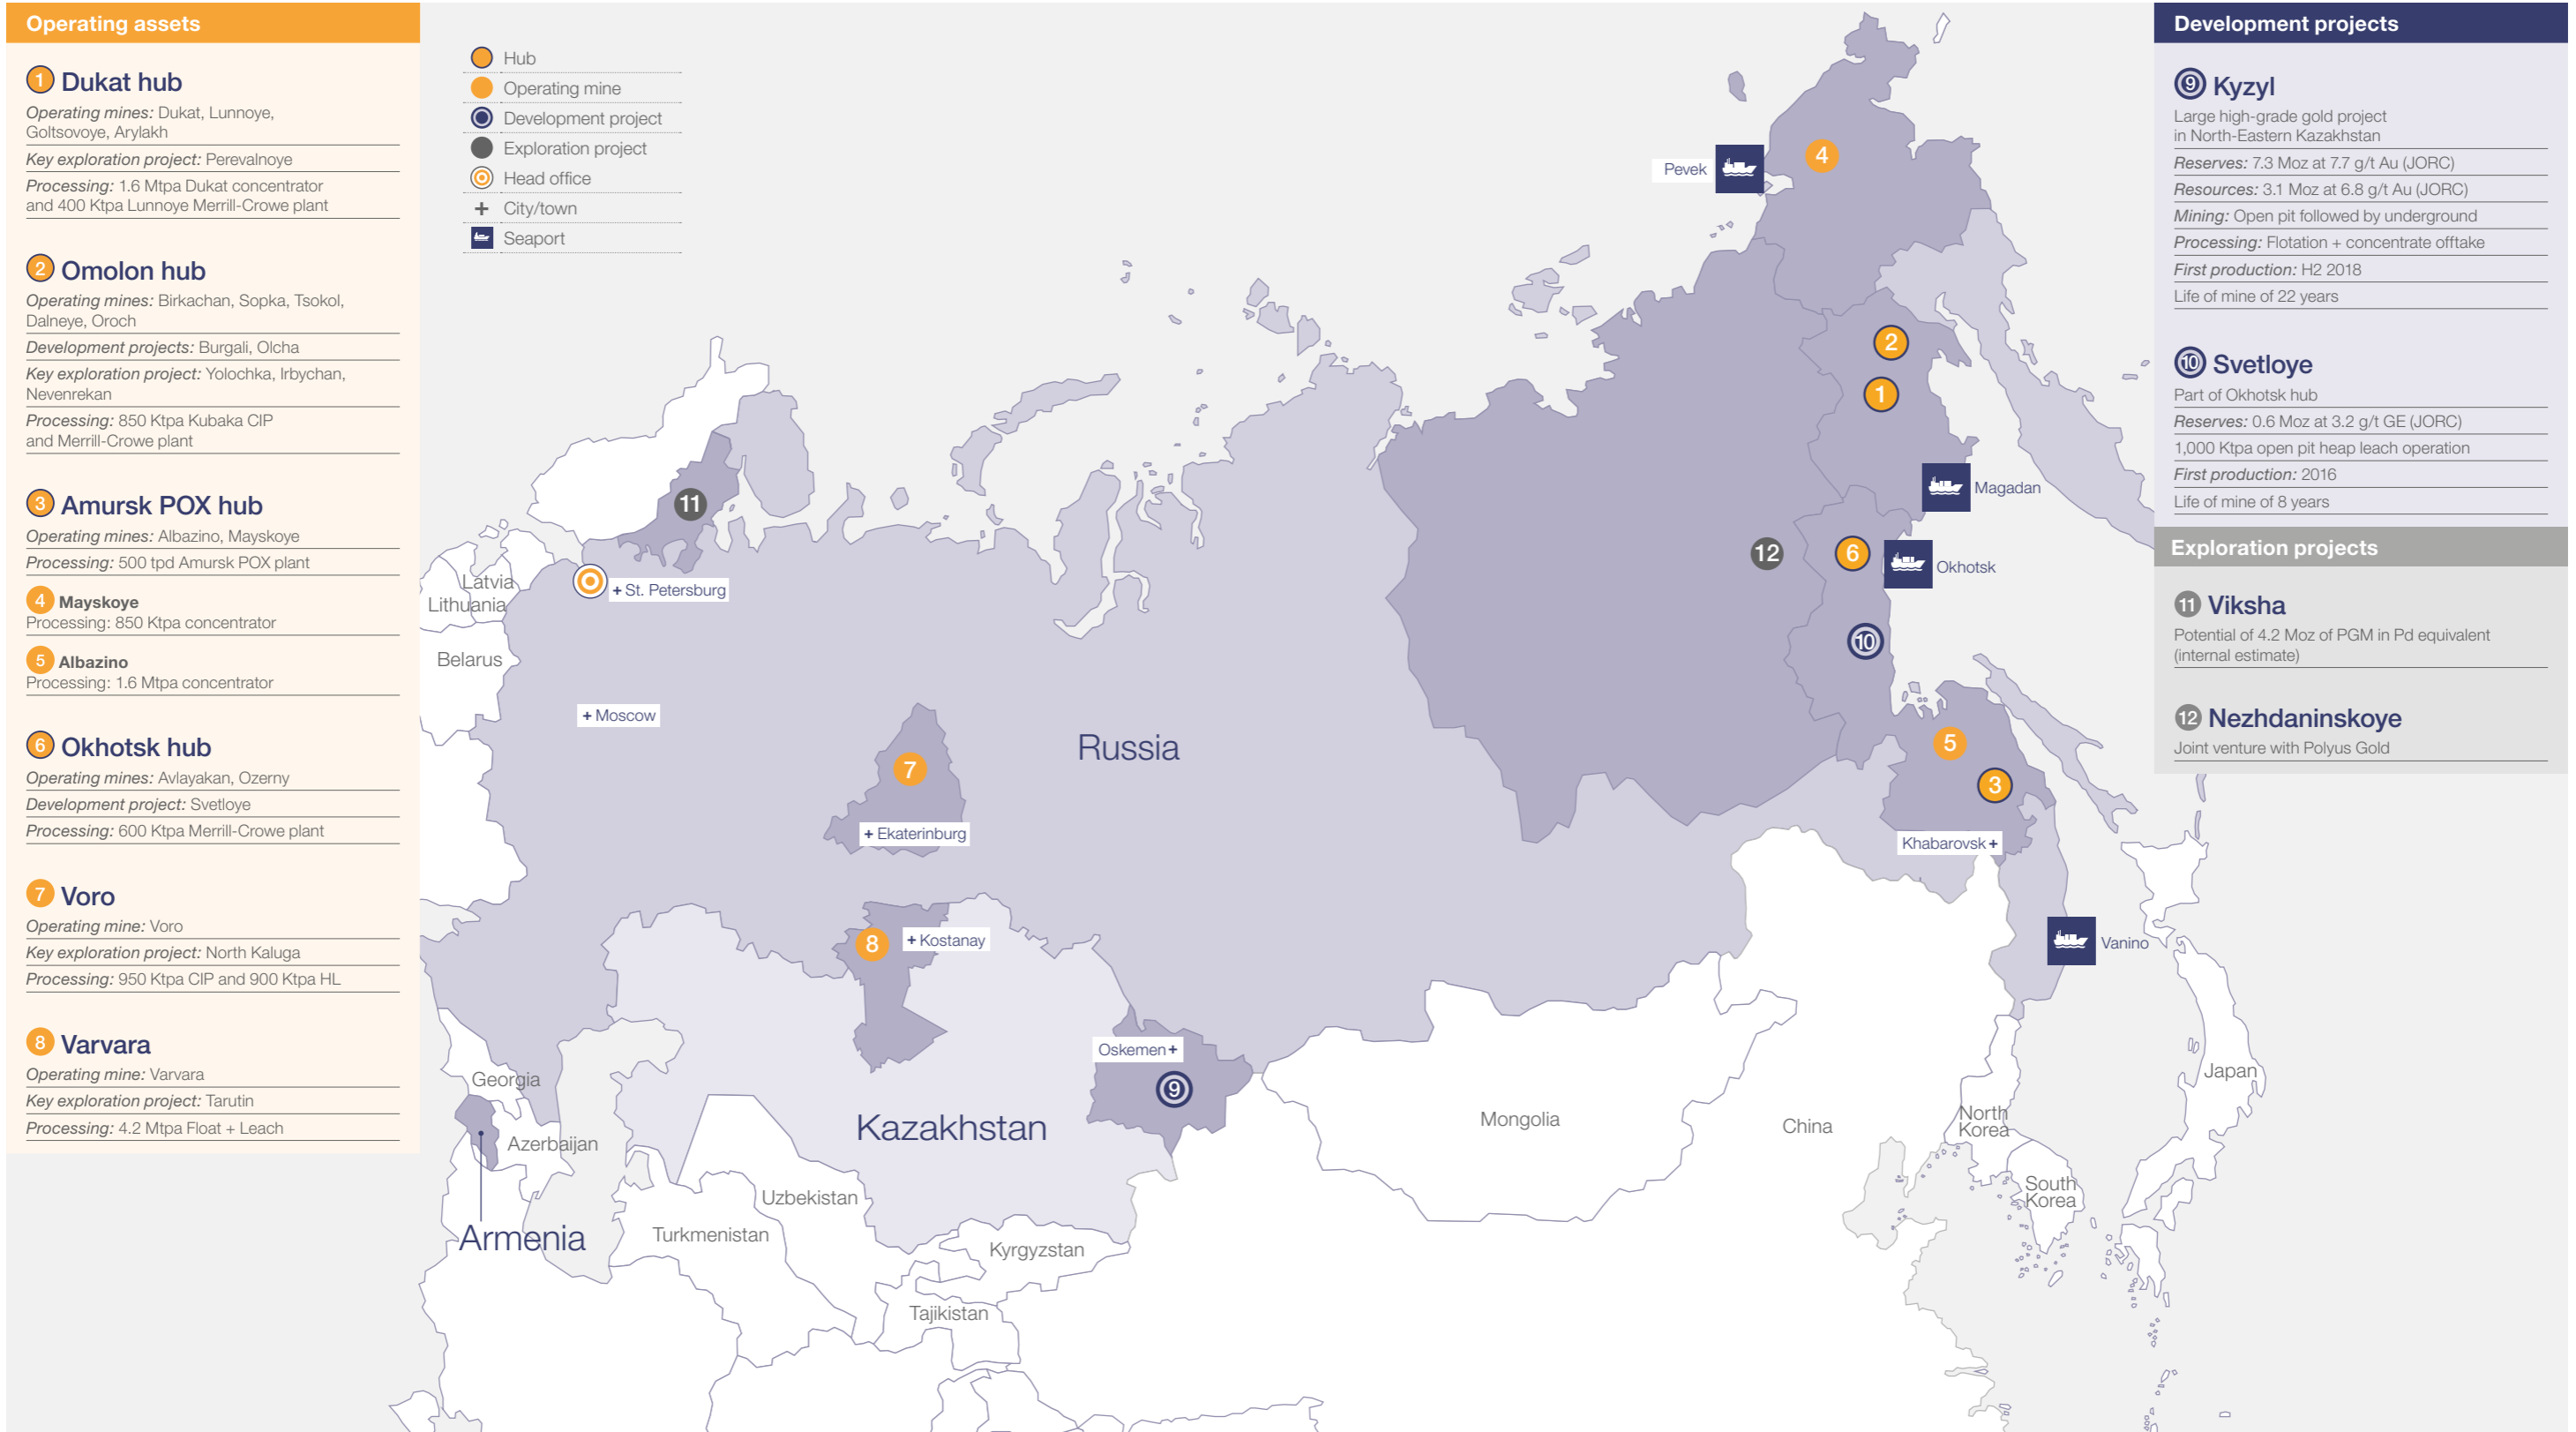 Operating assets
1 Dukat hub
Operating mines: Dukat, Lunnoye,
Goltsovoye, Arylakh
Key exploration project: Perevalnoye
Processing: 1.6 Mtpa Dukat concentrator
and 400 Ktpa Lunnoye Merrill-Crowe plant
2 Omolon hub
Operating mines: Birkachan, Sopka, Tsokol,
Dalneye, Oroch
Development projects: Burgali, Olcha
Key exploration project: Yolochka, Irbychan,
Nevenrekan
Processing: 850 Ktpa Kubaka CIP
and Merrill-Crowe plant
3 Amursk POX hub
Operating mines: Albazino, Mayskoye
Processing: 500 tpd Amursk POX plant
4 Mayskoye
Processing: 850 Ktpa concentrator
5 Albazino
Processing: 1.6 Mtpa concentrator
6 Okhotsk hub
Operating mines: Avlayakan, Ozerny
Development project: Svetloye
Processing: 600 Ktpa Merrill-Crowe plant
7 Voro
Operating mine: Voro
Key exploration project: North Kaluga
Processing: 950 Ktpa CIP and 900 Ktpa HL
8 Varvara
Operating mine: Varvara
Key exploration project: Tarutin
Processing: 4.2 Mtpa Float + Leach
Hub
Operating mine
Development project
Exploration project
Head office
+ City/town
Seaport
Pevek
4
2
1
Magadan
11
12
6
Okhotsk
Latvia
Lithuania
+ St. Petersburg
10
Belarus
+ Moscow
Russia
5
7
3
+ Ekaterinburg
Khabarovsk +
8
+ Kostanay
Vanino
Oskemen +
9
Georgia
Japan
Kazakhstan
Mongolia
China
North
Korea
Azerbaijan
Uzbekistan
South
Korea
Armenia
Turkmenistan
Kyrgyzstan
Tajikistan
Development projects
9 Kyzyl
Large high-grade gold project
in North-Eastern Kazakhstan
Reserves: 7.3 Moz at 7.7 g/t Au (JORC)
Resources: 3.1 Moz at 6.8 g/t Au (JORC)
Mining: Open pit followed by underground
Processing: Flotation + concentrate offtake
First production: H2 2018
Life of mine of 22 years
10 Svetloye
Part of Okhotsk hub
Reserves: 0.6 Moz at 3.2 g/t GE (JORC)
1,000 Ktpa open pit heap leach operation
First production: 2016
Life of mine of 8 years
Exploration projects
11 Viksha
Potential of 4.2 Moz of PGM in Pd equivalent
(internal estimate)
12 Nezhdaninskoye
Joint venture with Polyus Gold